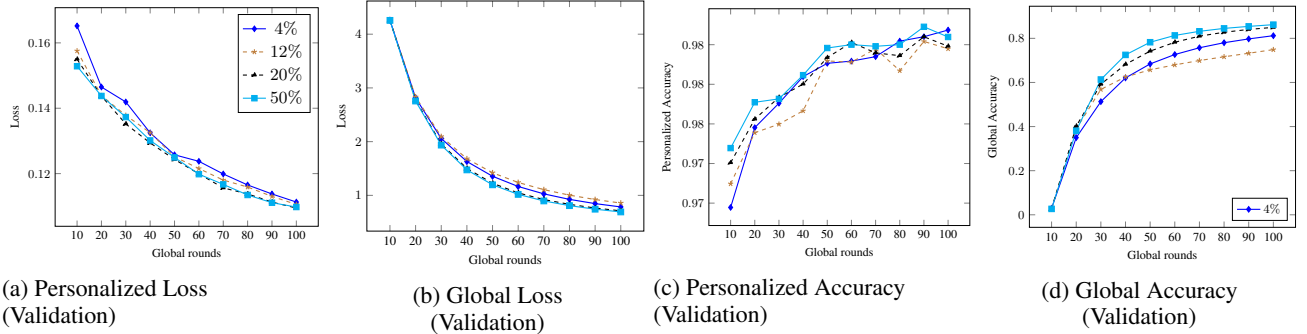 0.16
0.14
0.12
Loss
10 20 30 40 50 60 70 80 90 100
Global rounds
4%
12%
20%
50%
(a) Personalized Loss
(Validation)
4
3
2
1
Loss
10 20 30 40 50 60 70 80 90 100
Global rounds
(b) Global Loss
(Validation)
0.98
0.98
0.98
0.97
0.97
Personalized Accuracy
10 20 30 40 50 60 70 80 90 100
Global rounds
(c) Personalized Accuracy
(Validation)
0.8
0.6
0.4
0.2
0
Global Accuracy
10 20 30 40 50 60 70 80 90 100
Global rounds
4%
(d) Global Accuracy
(Validation)